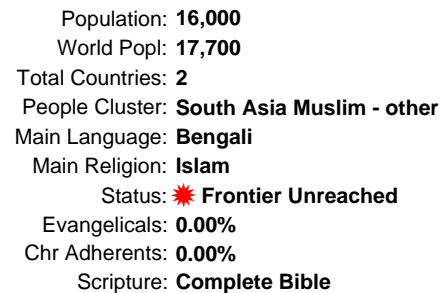 Population: 16,000
World Popl: 17,700
Total Countries: 2
People Cluster: South Asia Muslim - other
Main Language: Bengali
Main Religion: Islam
Status: Frontier Unreached
Evangelicals: 0.00%
Chr Adherents: 0.00%
Scripture: Complete Bible